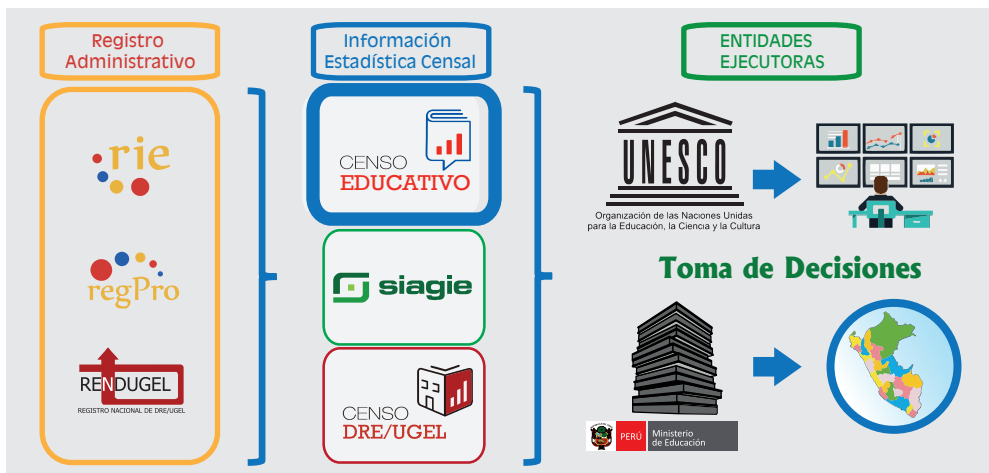 Registro
Administrativo
rie
regPro
RENDUGEL
REGISTRO NACIONAL DE DRE/UGEL
Información
Estadística Censal
CENSO
EDUCATIVO
siagie
CENSO
DRE/UGEL
ENTIDADES
EJECUTORAS
UNESCO
Organización de las Naciones Unidas
para la Educación, la Ciencia y la Cultura
Toma de Decisiones
PERÚ
Ministerio
de Educación